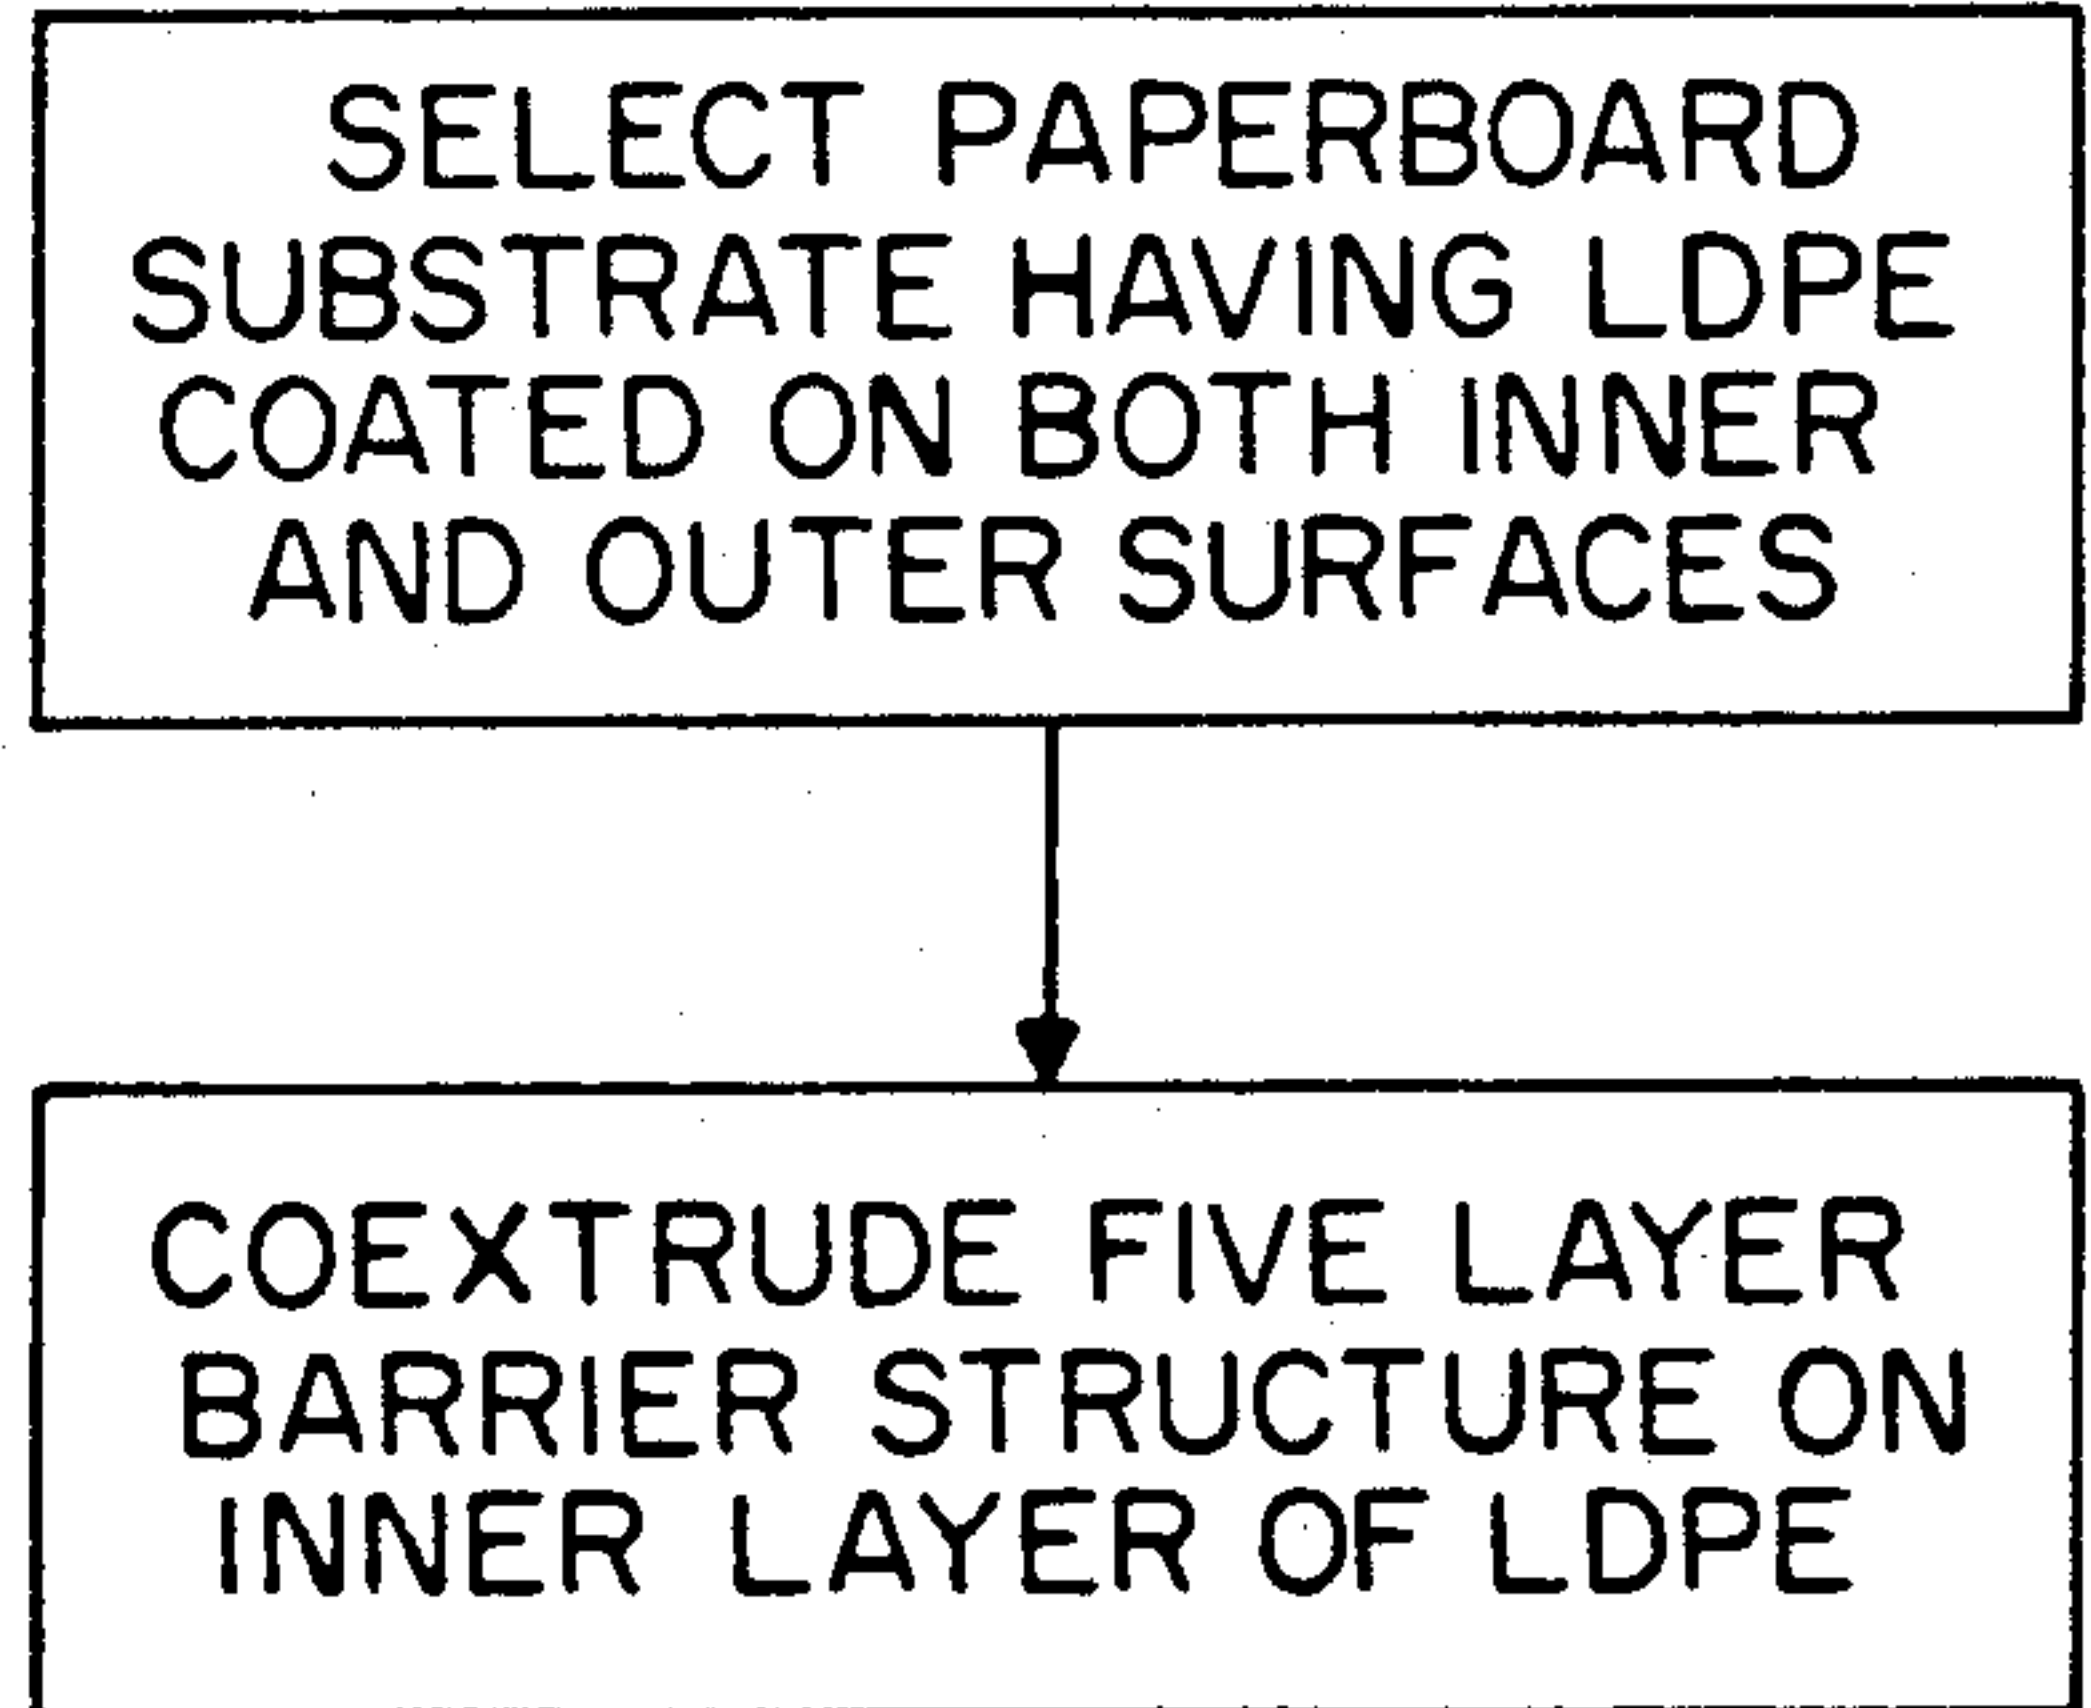 SELECT PAPERBOARD
SUBSTRATE HAVING LDPE
COATED ON BOTH INNER
AND OUTER SURFACES
COEXTRUDE FIVE LAYER
BARRIER STRUCTURE ON
INNER LAYER OF LDPE